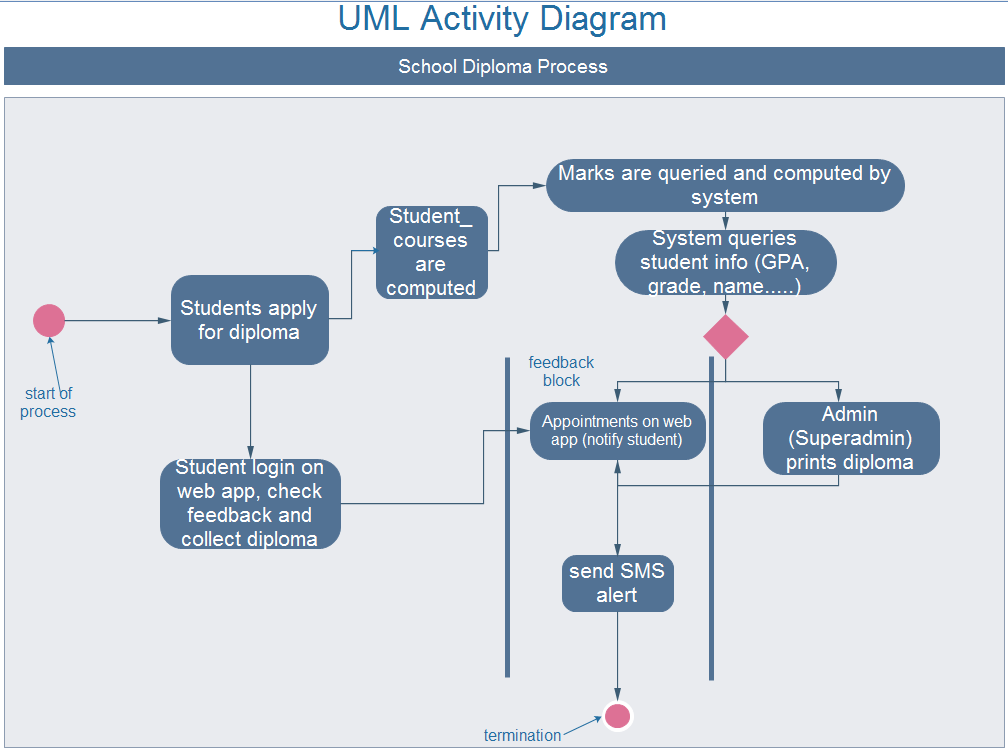 UML Activity Diagram
School Diploma Process
Marks are queried and computed by
system
Student_
courses
are
computed
System queries
student info (GPA,
grade, name.....)
Students apply
for diploma
start of
process
feedback
block
Appointments on web
app (notify student)
Admin
(Superadmin)
prints diploma
Student login on
web app, check
feedback and
collect diploma
send SMS
alert
termination